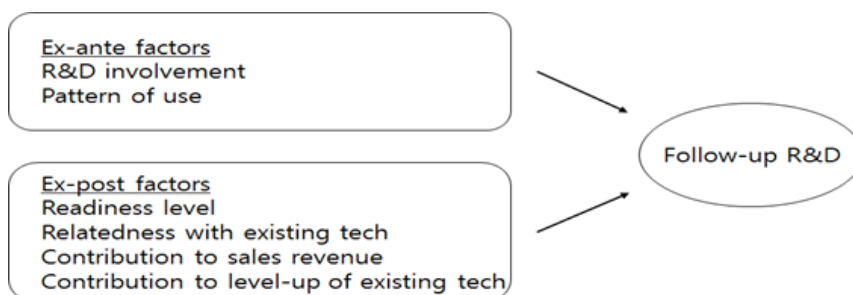 Ex-ante factors
R&D involvement
Pattern of use
Follow-up R&D
Ex-post factors
Readiness level
Relatedness with existing tech
Contribution to sales revenue
Contribution to level-up of existing tech